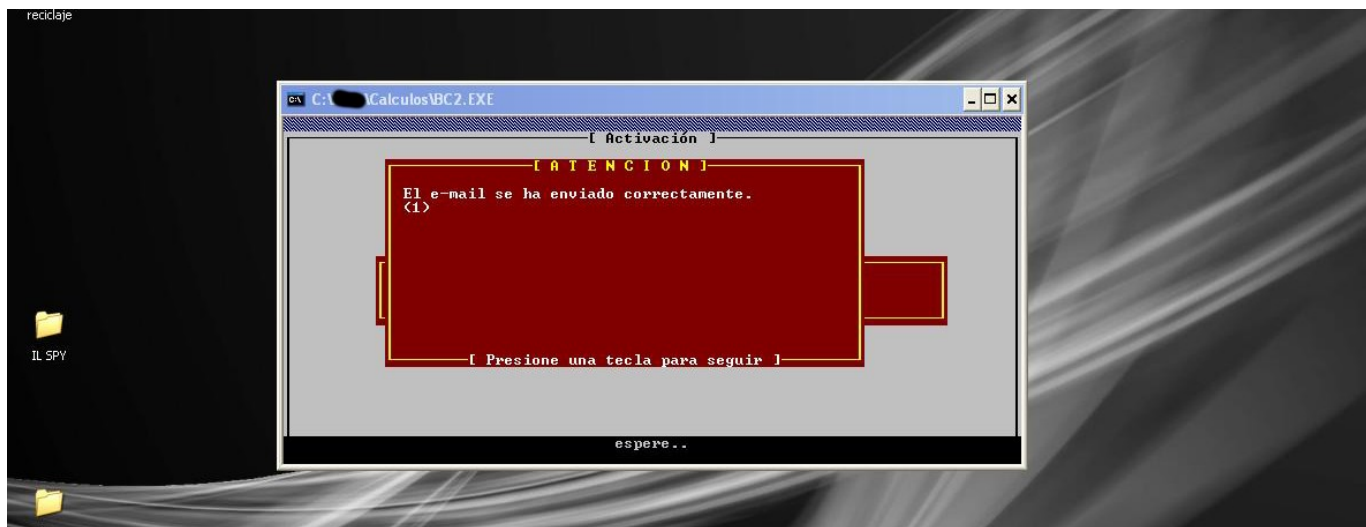 reciclaje
C:\Calculos\BC2.EXE
[ Activación ]
[ A T E N C I O N ]
El e-mail se ha enviado correctamente.
(1)
[ Presione una tecla para seguir ]
espere..
IL SPY